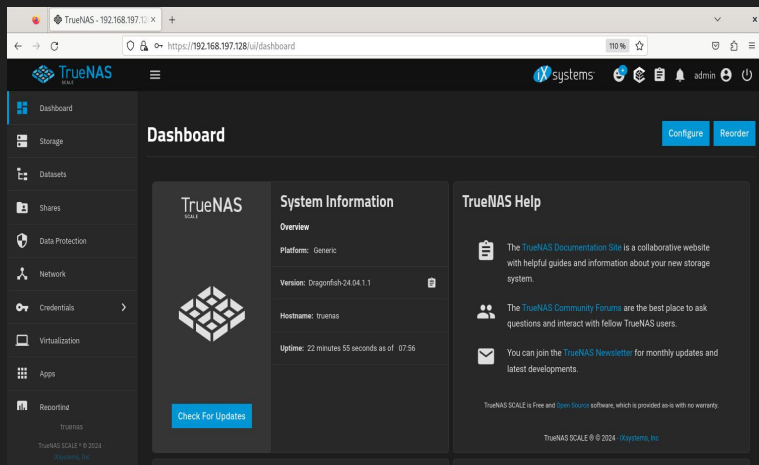 TrueNAS - 192.168.197.12
https://192.168.197.128/ui/dashboard
110 %
TrueNAS
SCALE
iXsystems
admin
Dashboard
Storage
Datasets
Shares
Data Protection
Network
Credentials
Virtualization
Apps
Reporting
truenas
TrueNAS SCALE ® © 2024
iXsystems, Inc
Dashboard
Configure
Reorder
TrueNAS
SCALE
Check For Updates
System Information
Overview
Platform: Generic
Version: Dragonfish-24.04.1.1
Hostname: truenas
Uptime: 22 minutes 55 seconds as of 07:56
TrueNAS Help
The TrueNAS Documentation Site is a collaborative website
with helpful guides and information about your new storage
system.
The TrueNAS Community Forums are the best place to ask
questions and interact with fellow TrueNAS users.
You can join the TrueNAS Newsletter for monthly updates and
latest developments.
TrueNAS SCALE is Free and Open Source software, which is provided as-is with no warranty.
TrueNAS SCALE ® © 2024 - iXsystems, Inc.